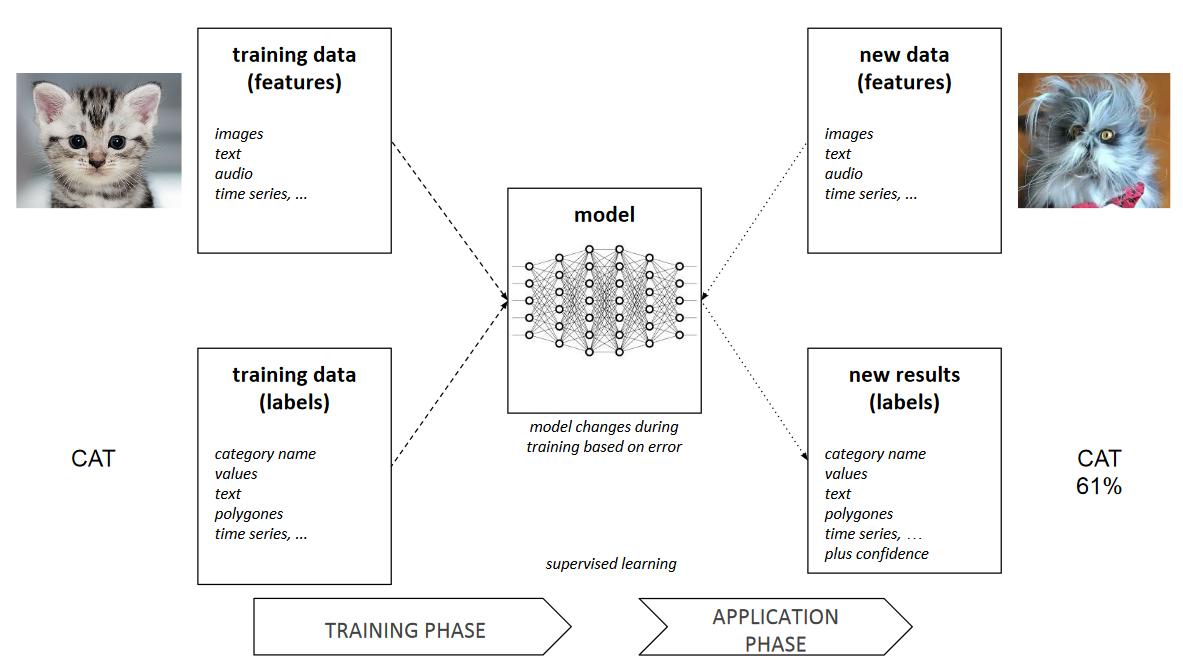 training data
(features)
images
text
audio
time series, ...
CAT
training data
(labels)
category name
values
text
polygones
time series, ...
model
model changes during
training based on error
supervised learning
new data
(features)
images
text
audio
time series, ...
new results
(labels)
category name
values
text
polygones
time series, ...
plus confidence
CAT
61%
TRAINING PHASE
APPLICATION
PHASE